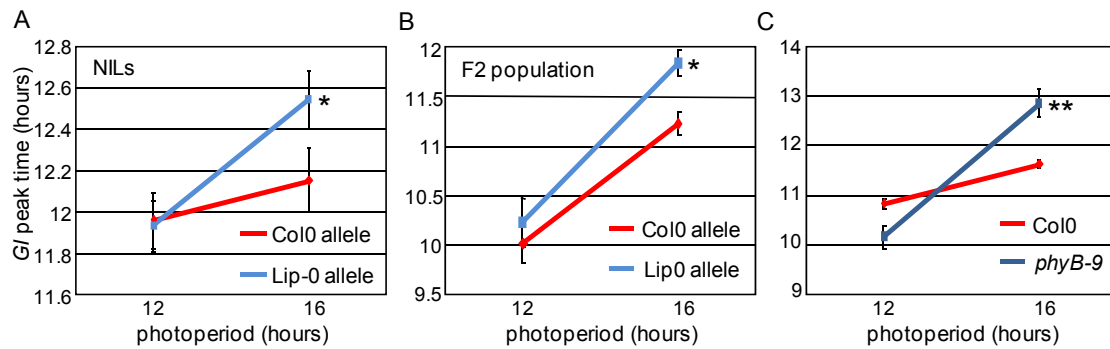 A
GI peak time (hours)
12.8
12.6
12.4
12.2
12
11.8
11.6
NILs
*
Col0 allele
Lip-0 allele
12
16
photoperiod (hours)
B
12
11.5
11
10.5
10
9.5
F2 population
*
Col0 allele
Lip0 allele
12
16
photoperiod (hours)
C
14
13
12
11
10
9
**
Col0
phyB-9
12
16
photoperiod (hours)